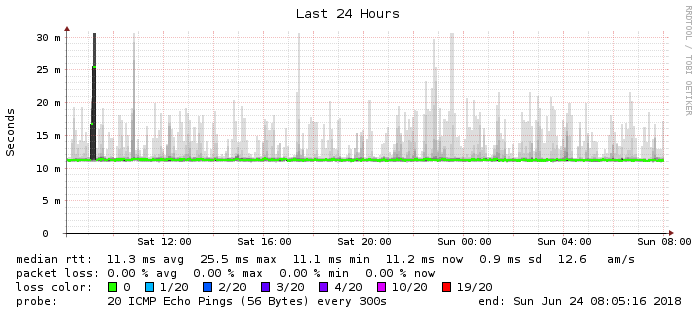 Last 24 Hours
RRDTOOL / TOBI OETIKER
Seconds
30 m
25 m
20 m
15 m
10 m
5 m
0
Sat 12:00 Sat 16:00 Sat 20:00 Sun 00:00 Sun 04:00 Sun 08:00
median rtt: 11.3 ms avg 25.5 ms max 11.1 ms min 11.2 ms now 0.9 ms sd 12.6 am/s
packet loss: 0.00 % avg 0.00 % max 0.00 % min 0.00 % now
loss color: 0 1/20 2/20 3/20 4/20 10/20 19/20
probe: 20 ICMP Echo Pings (56 Bytes) every 300s end: Sun Jun 24 08:05:16 2018